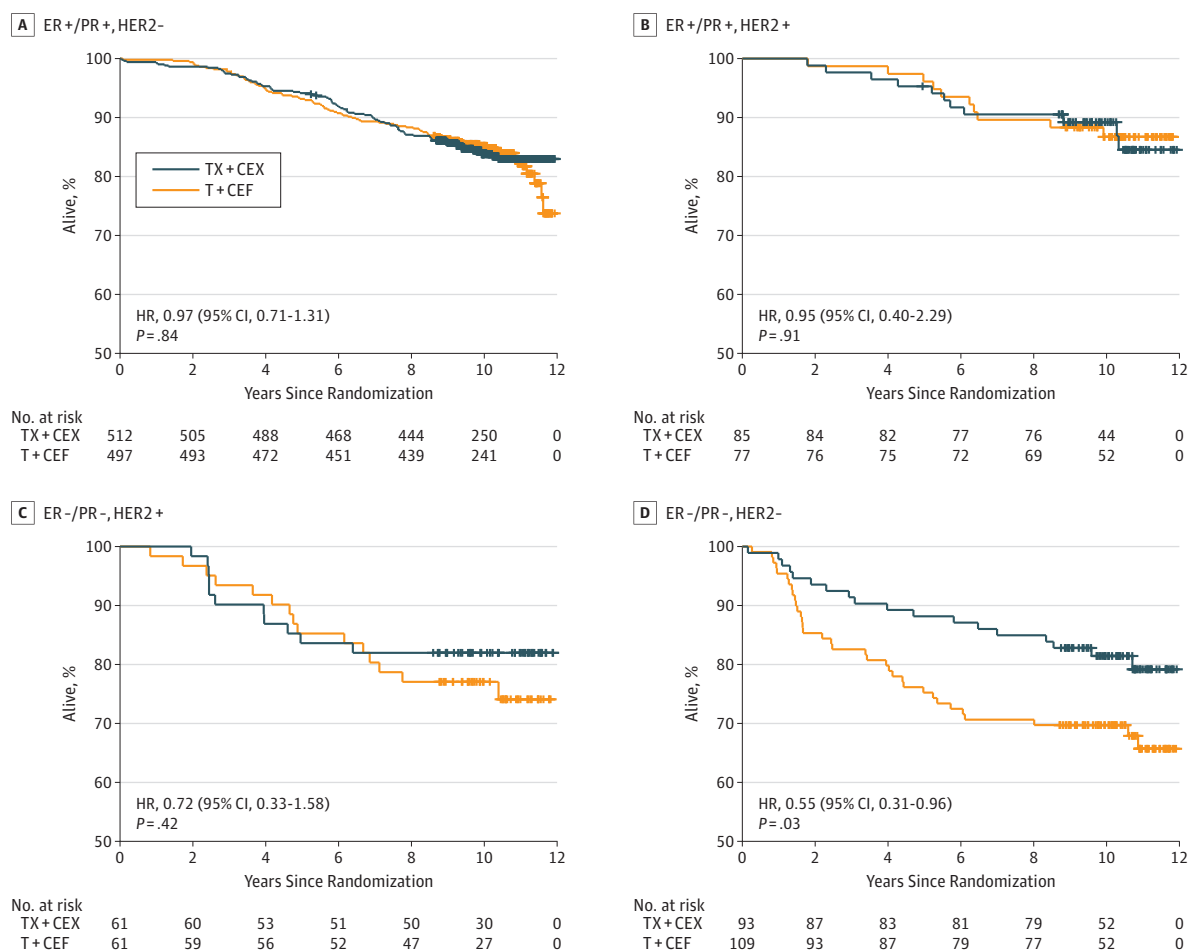 A ER+/PR+, HER2-
100
90
80
70
60
50
Alive, %
TX+CEX
T+CEF
HR, 0.97 (95% CI, 0.71-1.31)
P=.84
0 2 4 6 8 10 12
Years Since Randomization
No. at risk
TX+CEX 512 505 488 468 444 250 0
T+CEF 497 493 472 451 439 241 0
B ER+/PR+, HER2+
100
90
80
70
60
50
Alive, %
HR, 0.95 (95% CI, 0.40-2.29)
P=.91
0 2 4 6 8 10 12
Years Since Randomization
No. at risk
TX+CEX 85 84 82 77 76 44 0
T+CEF 77 76 75 72 69 52 0
C ER-/PR-, HER2+
100
90
80
70
60
50
Alive, %
HR, 0.72 (95% CI, 0.33-1.58)
P=.42
0 2 4 6 8 10 12
Years Since Randomization
No. at risk
TX+CEX 61 60 53 51 50 30 0
T+CEF 61 59 56 52 47 27 0
D ER-/PR-, HER2-
100
90
80
70
60
50
Alive, %
HR, 0.55 (95% CI, 0.31-0.96)
P=.03
0 2 4 6 8 10 12
Years Since Randomization
No. at risk
TX+CEX 93 87 83 81 79 52 0
T+CEF 109 93 87 79 77 52 0